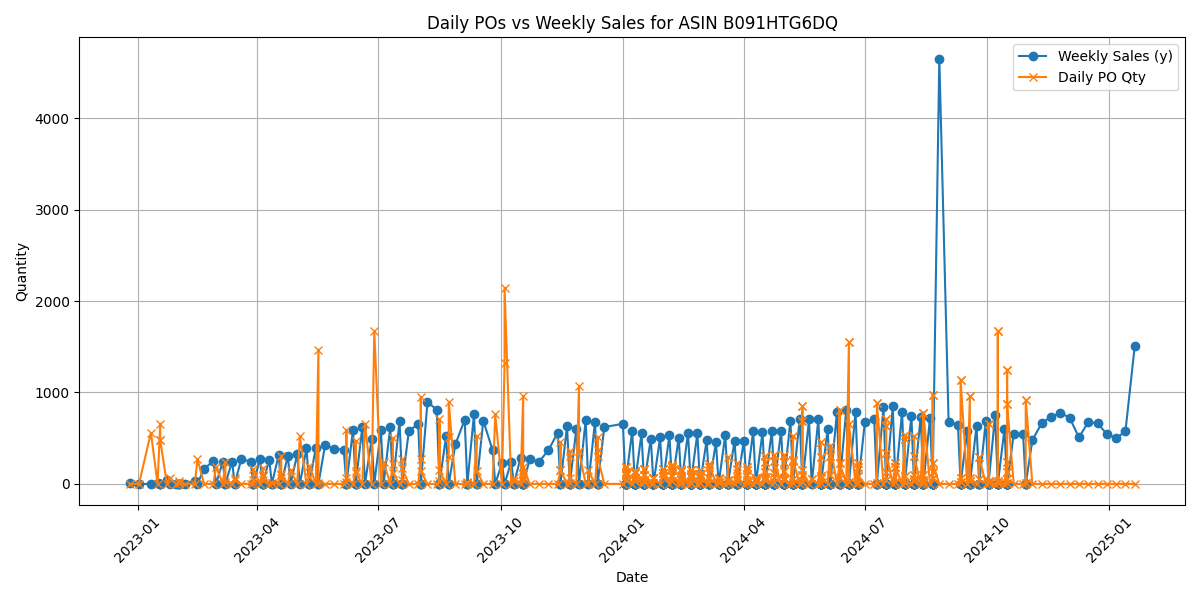 Daily POs vs Weekly Sales for ASIN B091HTG6DQ
Weekly Sales (y)
Daily PO Qty
Quantity
4000
3000
2000
1000
0
2023-01
2023-04
2023-07
2023-10
2024-01
2024-04
2024-07
2024-10
2025-01
Date